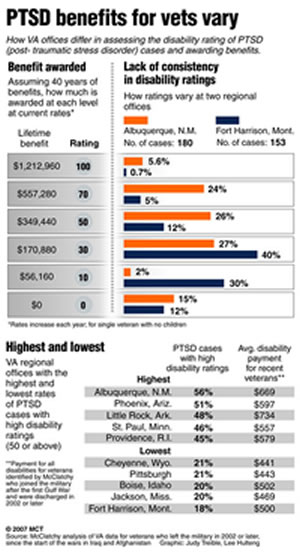 PTSD benefits for vets vary
How VA offices differ in assessing the disability rating of PTSD
(post- traumatic stress disorder) cases and awarding benefits.
Benefit awarded
Assuming 40 years of
benefits, how much is
awarded at each level
at current rates*
Lifetime
benefit
Rating
Lack of consistency
in disability ratings
How ratings vary at two regional
offices
Albuquerque, N.M.
No. of cases: 180
Fort Harrison, Mont.
No. of cases: 153
$1,212,960 100 5.6%
0.7%
$557,280 70 24%
5%
$349,440 50 26%
12%
$170,880 30 27%
40%
$56,160 10 2%
30%
$0 0 15%
12%
*Rates increase each year; for single veteran with no children
Highest and lowest
VA regional
offices with the
highest and
lowest rates
of PTSD
cases with
high disability
ratings
(50 or above)
**Payment for all
disabilities for veterans
identified by McClatchy
who joined the military
after the first Gulf War
and were discharged
in 2002 or later
PTSD cases
with high
disability ratings
Avg. disability
payment
for recent
veterans**
Highest
Albuquerque, N.M. 56% $669
Phoenix, Ariz. 51% $597
Little Rock, Ark. 48% $734
St. Paul, Minn. 46% $557
Providence, R.I. 45% $579
Lowest
Cheyenne, Wyo. 21% $441
Pittsburgh 21% $443
Boise, Idaho 20% $502
Jackson, Miss. 20% $469
Fort Harrison, Mont. 18% $500
© 2007 MCT
Source: McClatchy analysis of VA data for veterans who left the military in 2002 or later,
since the start of the wars in Iraq and Afghanistan Graphic: Judy Treible, Lee Hulteng